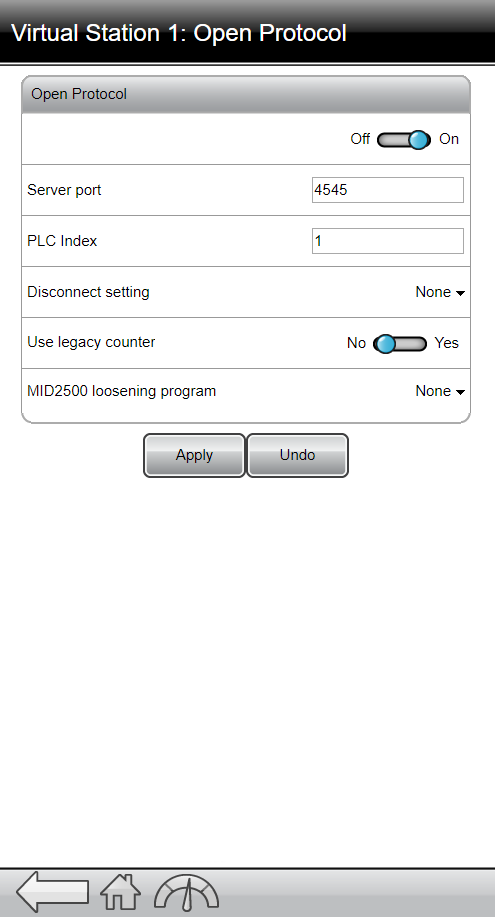 Virtual Station 1: Open Protocol
Open Protocol
Off On
Server port 4545
PLC Index 1
Disconnect setting None
Use legacy counter No Yes
MID2500 loosening program None
Apply Undo